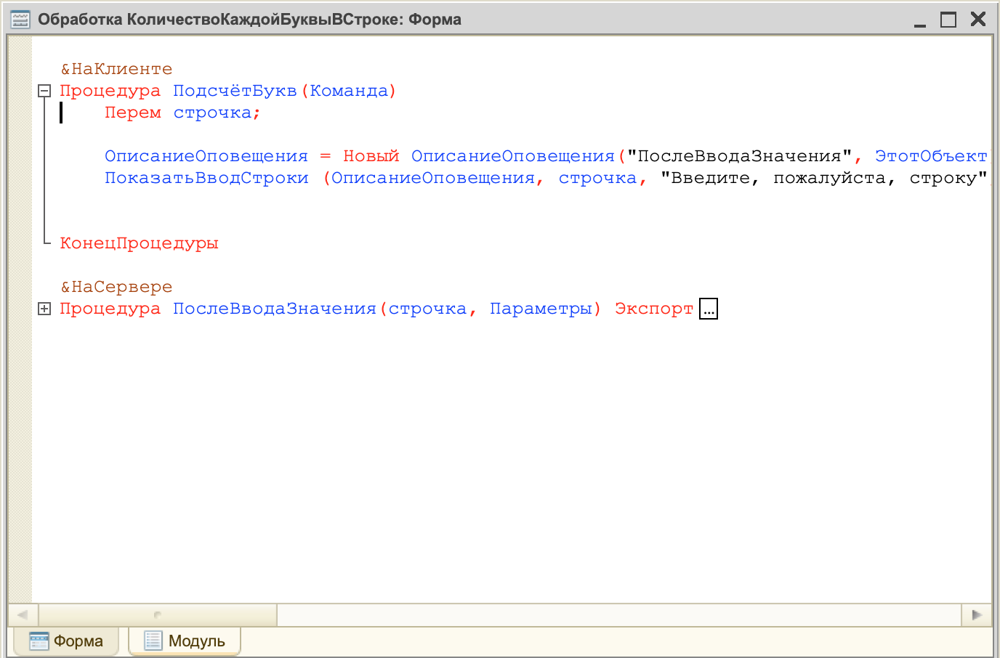 Обработка КоличествоКаждойБуквыВСтроке: Форма
&НаКлиенте
Процедура ПодсчётБукв(Команда)
Перем строчка;
ОписаниеОповещения = Новый ОписаниеОповещения("ПослеВводаЗначения", ЭтотОбъект
ПоказатьВводСтроки (ОписаниеОповещения, строчка, "Введите, пожалуйста, строку"
КонецПроцедуры
&НаСервере
Процедура ПослеВводаЗначения(строчка, Параметры) Экспорт ...
Форма
Модуль